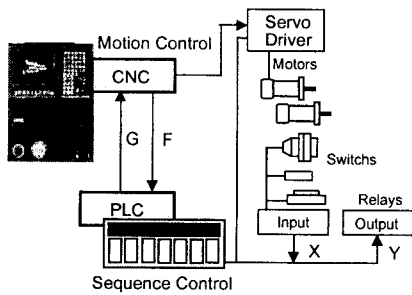 Motion Control
Servo
Driver
CNC
Motors
G
F
Switchs
PLC
Relays
Input
Output
X
Y
Sequence Control